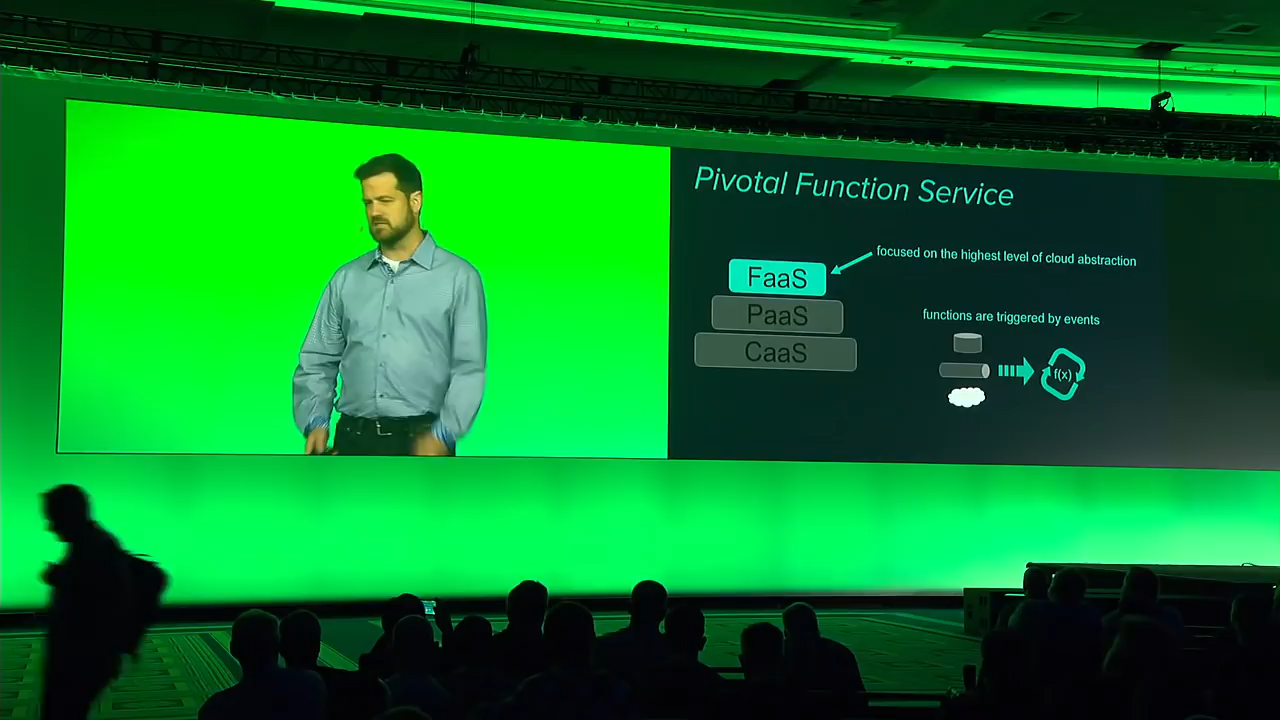 Pivotal Function Service
focused on the highest level of cloud abstraction
FaaS
PaaS
CaaS
functions are triggered by events
f(x)